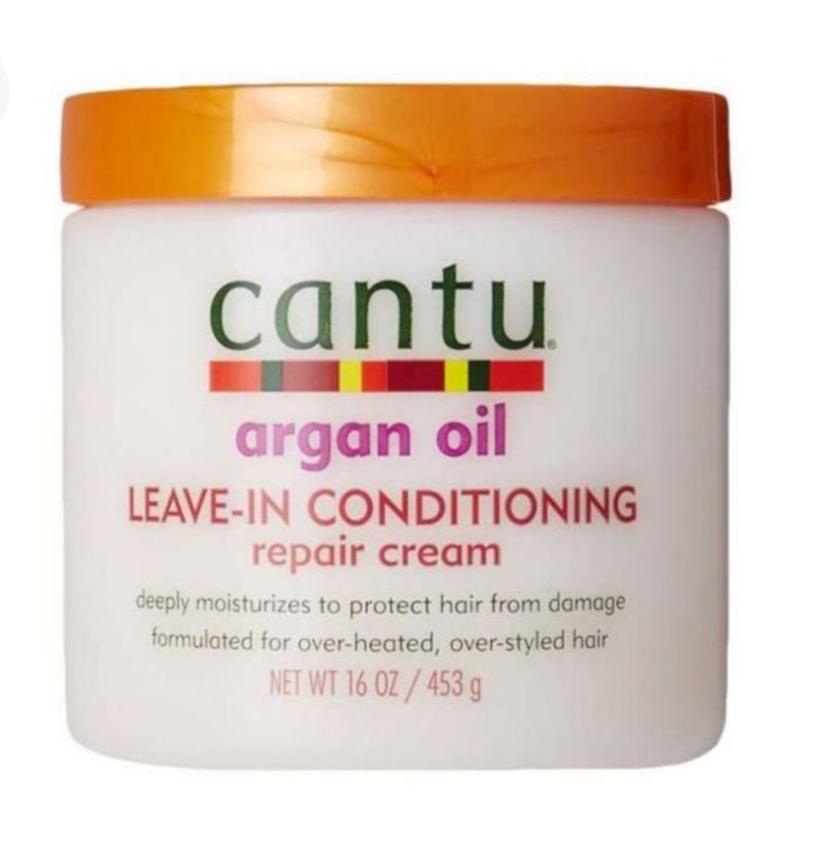 cantu®
argan oil
LEAVE-IN CONDITIONING
repair cream
deeply moisturizes to protect hair from damage
formulated for over-heated, over-styled hair
NET WT 16 OZ / 453 g